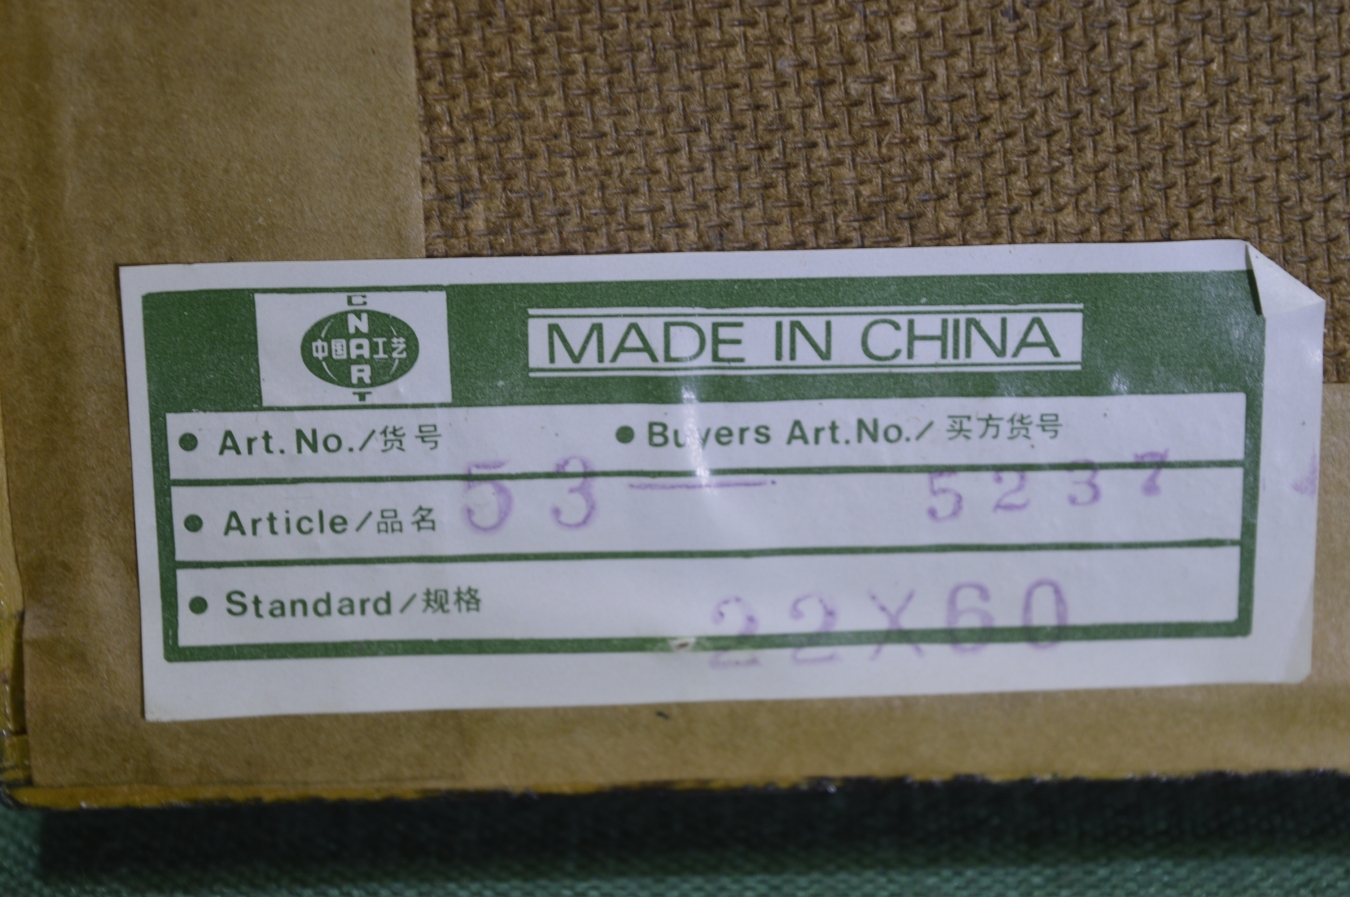 CNART
中国工艺
MADE IN CHINA
● Art. No./货号 ● Buyers Art.No./买方货号
● Article/品名 53— 5237
● Standard/规格 22X60